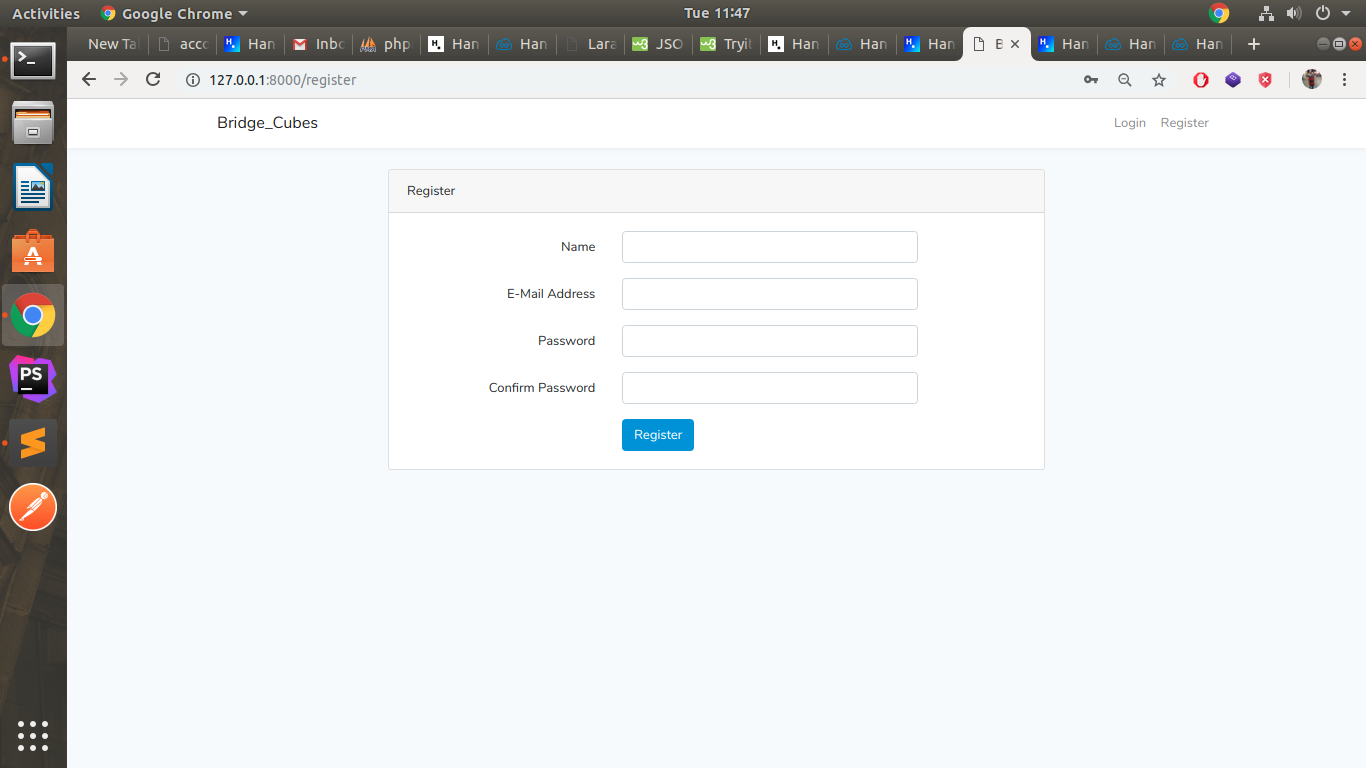 Activities Google Chrome Tue 11:47
New Ta acco Han Inbo php Han Han Lara JSO Tryit Han Han Han B Han Han Han
127.0.0.1:8000/register
Bridge_Cubes Login Register
Register
Name
E-Mail Address
Password
Confirm Password
Register
PS